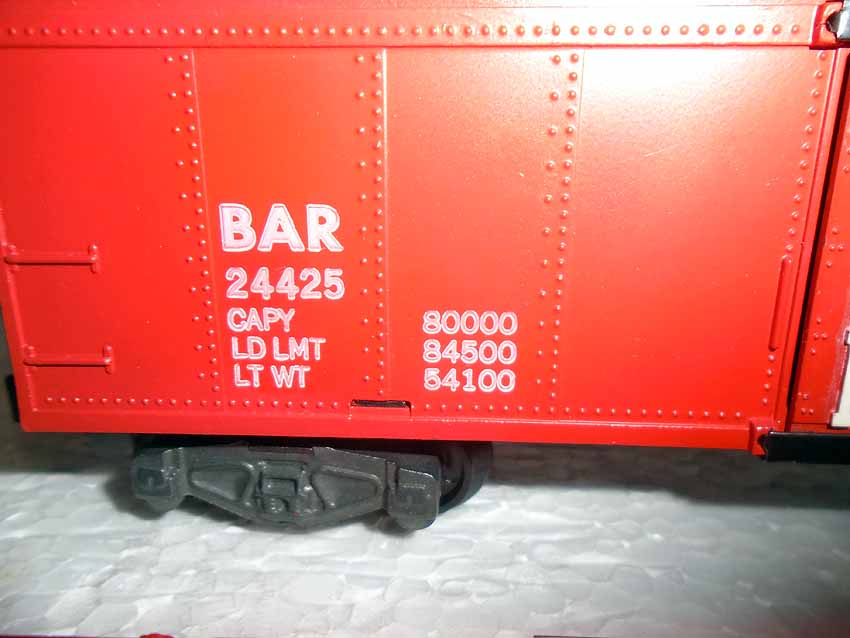 BAR
24425
CAPY 80000
LD LMT 84500
LT WT 54100